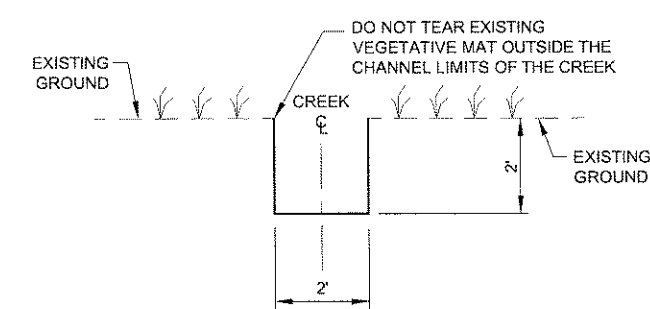 DO NOT TEAR EXISTING
VEGETATIVE MAT OUTSIDE THE
CHANNEL LIMITS OF THE CREEK
EXISTING
GROUND
CREEK
℄
EXISTING
GROUND
2'
2'